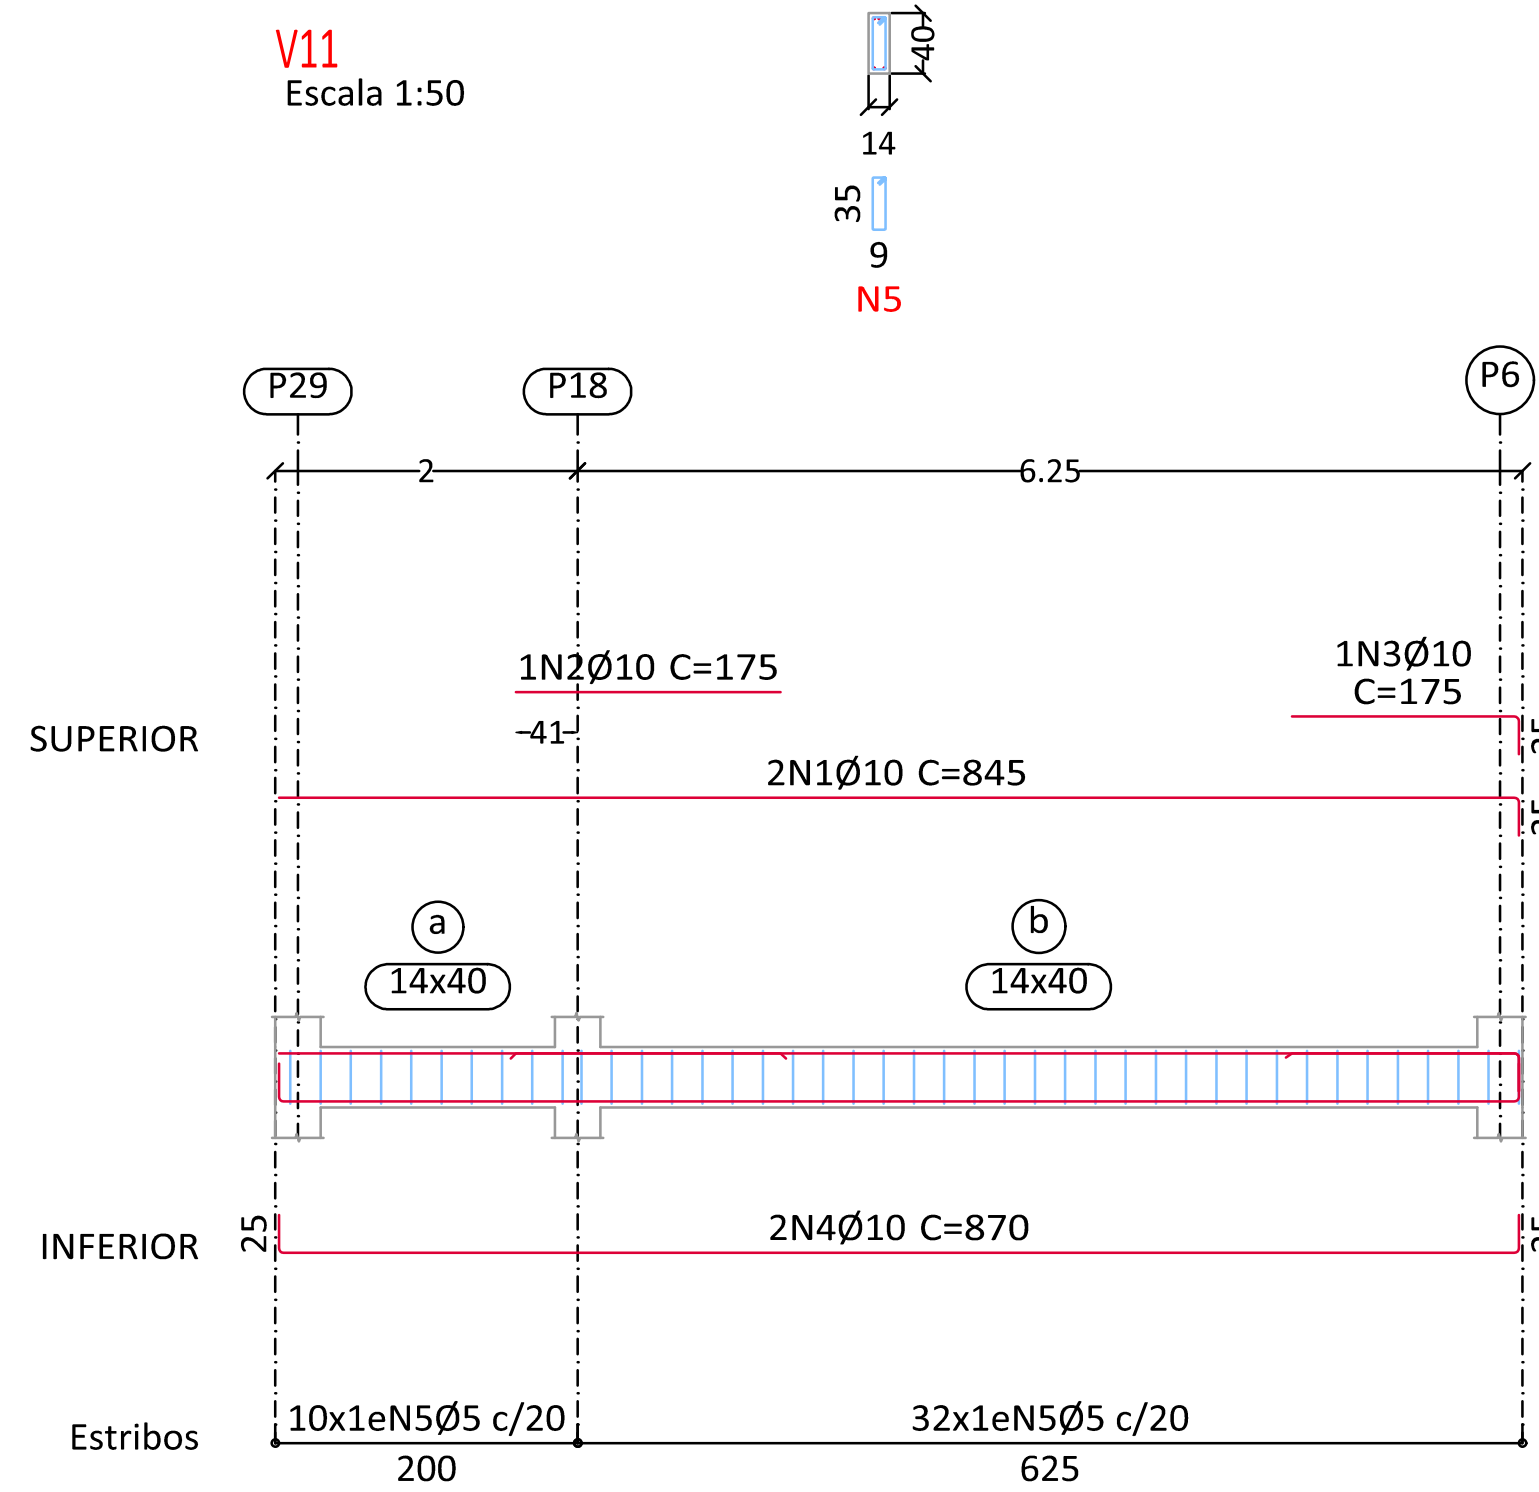 V11
Escala 1:50
40
14
35
9
N5
P29
P18
P6
2
6.25
1N2Ø10 C=175
1N3Ø10
C=175
41
SUPERIOR
2N1Ø10 C=845
a
b
14x40
14x40
25
2N4Ø10 C=870
INFERIOR
10x1eN5Ø5 c/20
32x1eN5Ø5 c/20
Estribos
200
625